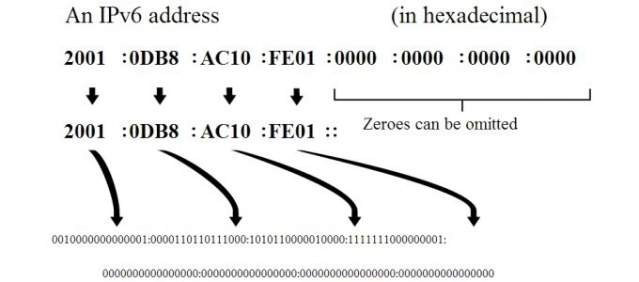 An IPv6 address (in hexadecimal)
2001 :0DB8 : AC10 :FE01 :0000 :0000 :0000 :0000
2001 :0DB8 : AC10 :FE01 :: Zeroes can be omitted
0010000000000001:0000110110111000:1010110000010000:1111111000000001:
0000000000000000:0000000000000000:0000000000000000:0000000000000000